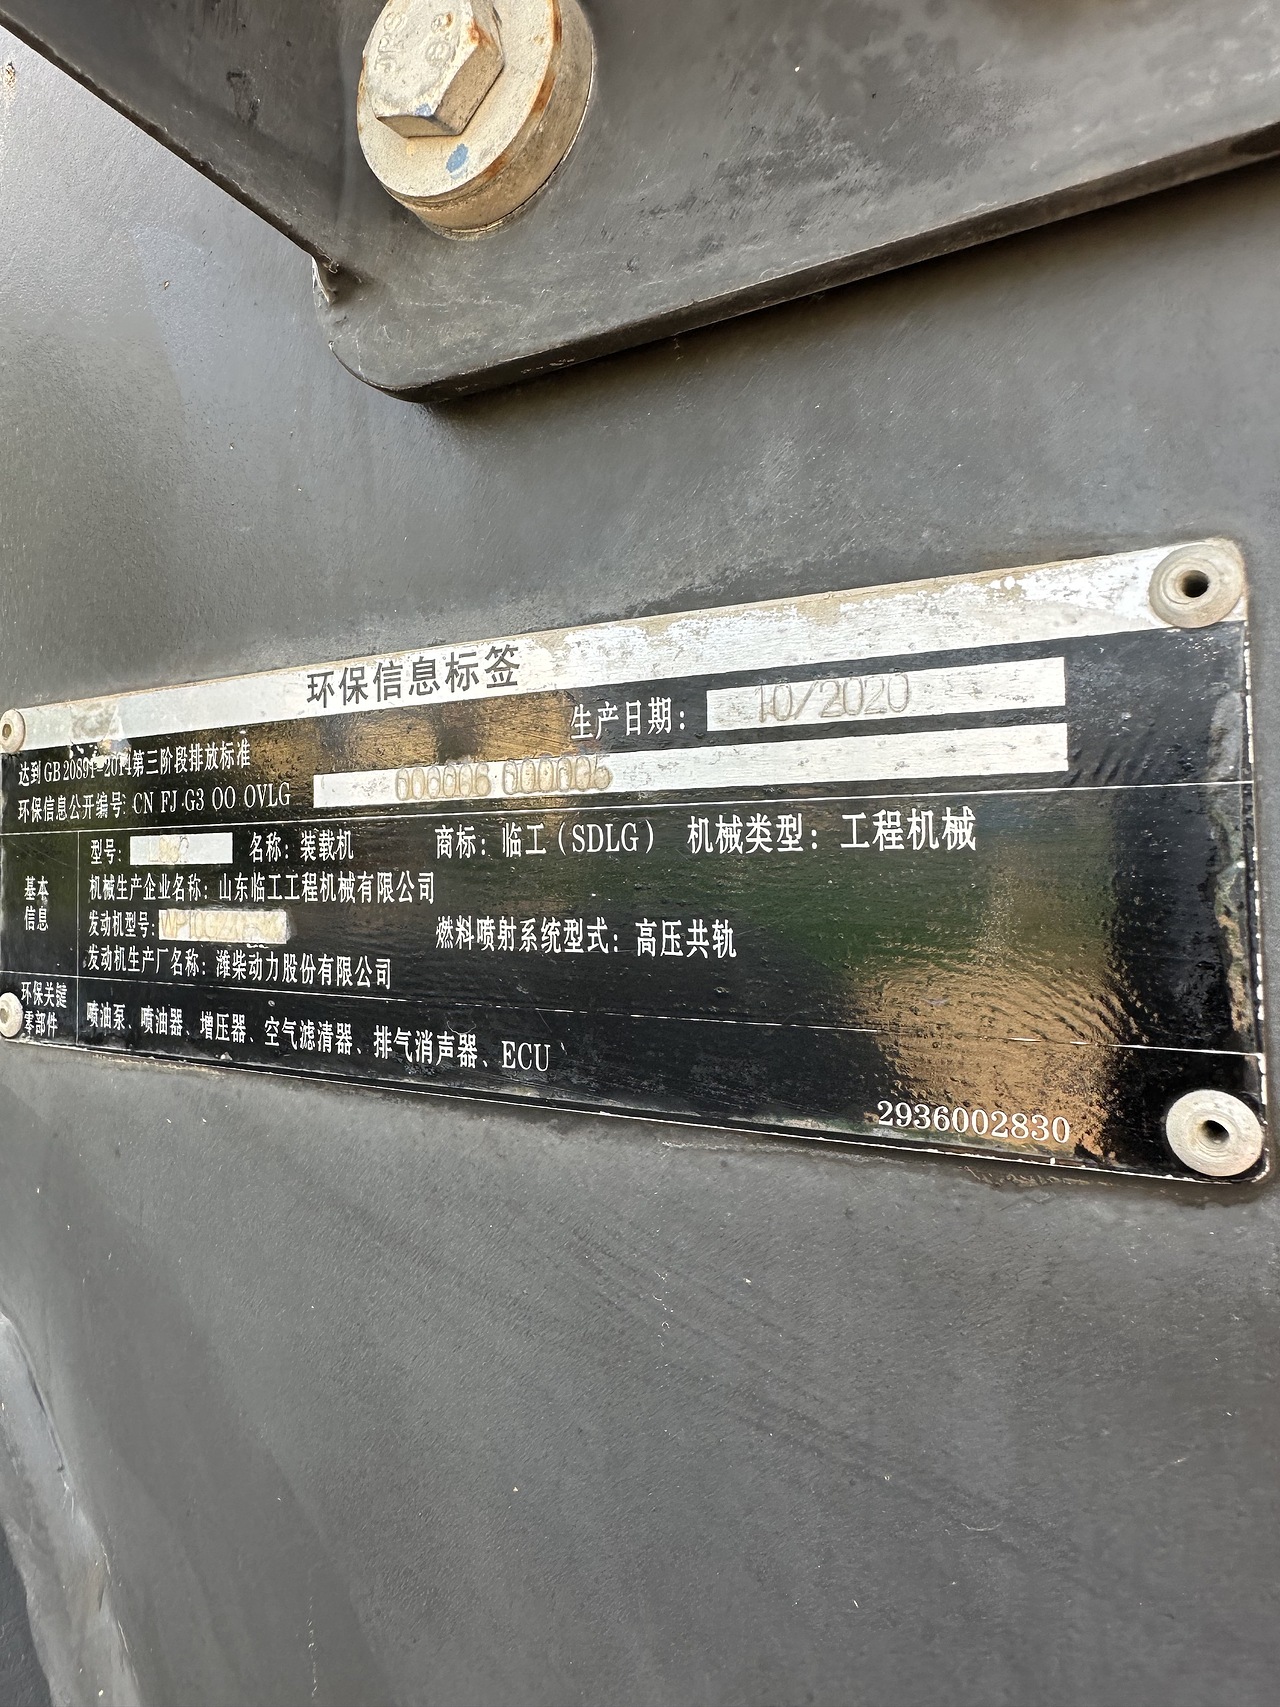 环保信息标签
生产日期: 10/2020
达到GB 20891-2014第三阶段排放标准
环保信息公开编号: CN FJ G3 00 0VLG
基本信息
型号:
名称: 装载机 商标: 临工(SDLG) 机械类型: 工程机械
机械生产企业名称: 山东临工工程机械有限公司
发动机型号:
燃料喷射系统型式: 高压共轨
发动机生产厂名称: 潍柴动力股份有限公司
环保关键零部件
喷油泵、喷油器、增压器、空气滤清器、排气消声器、ECU
2936002830